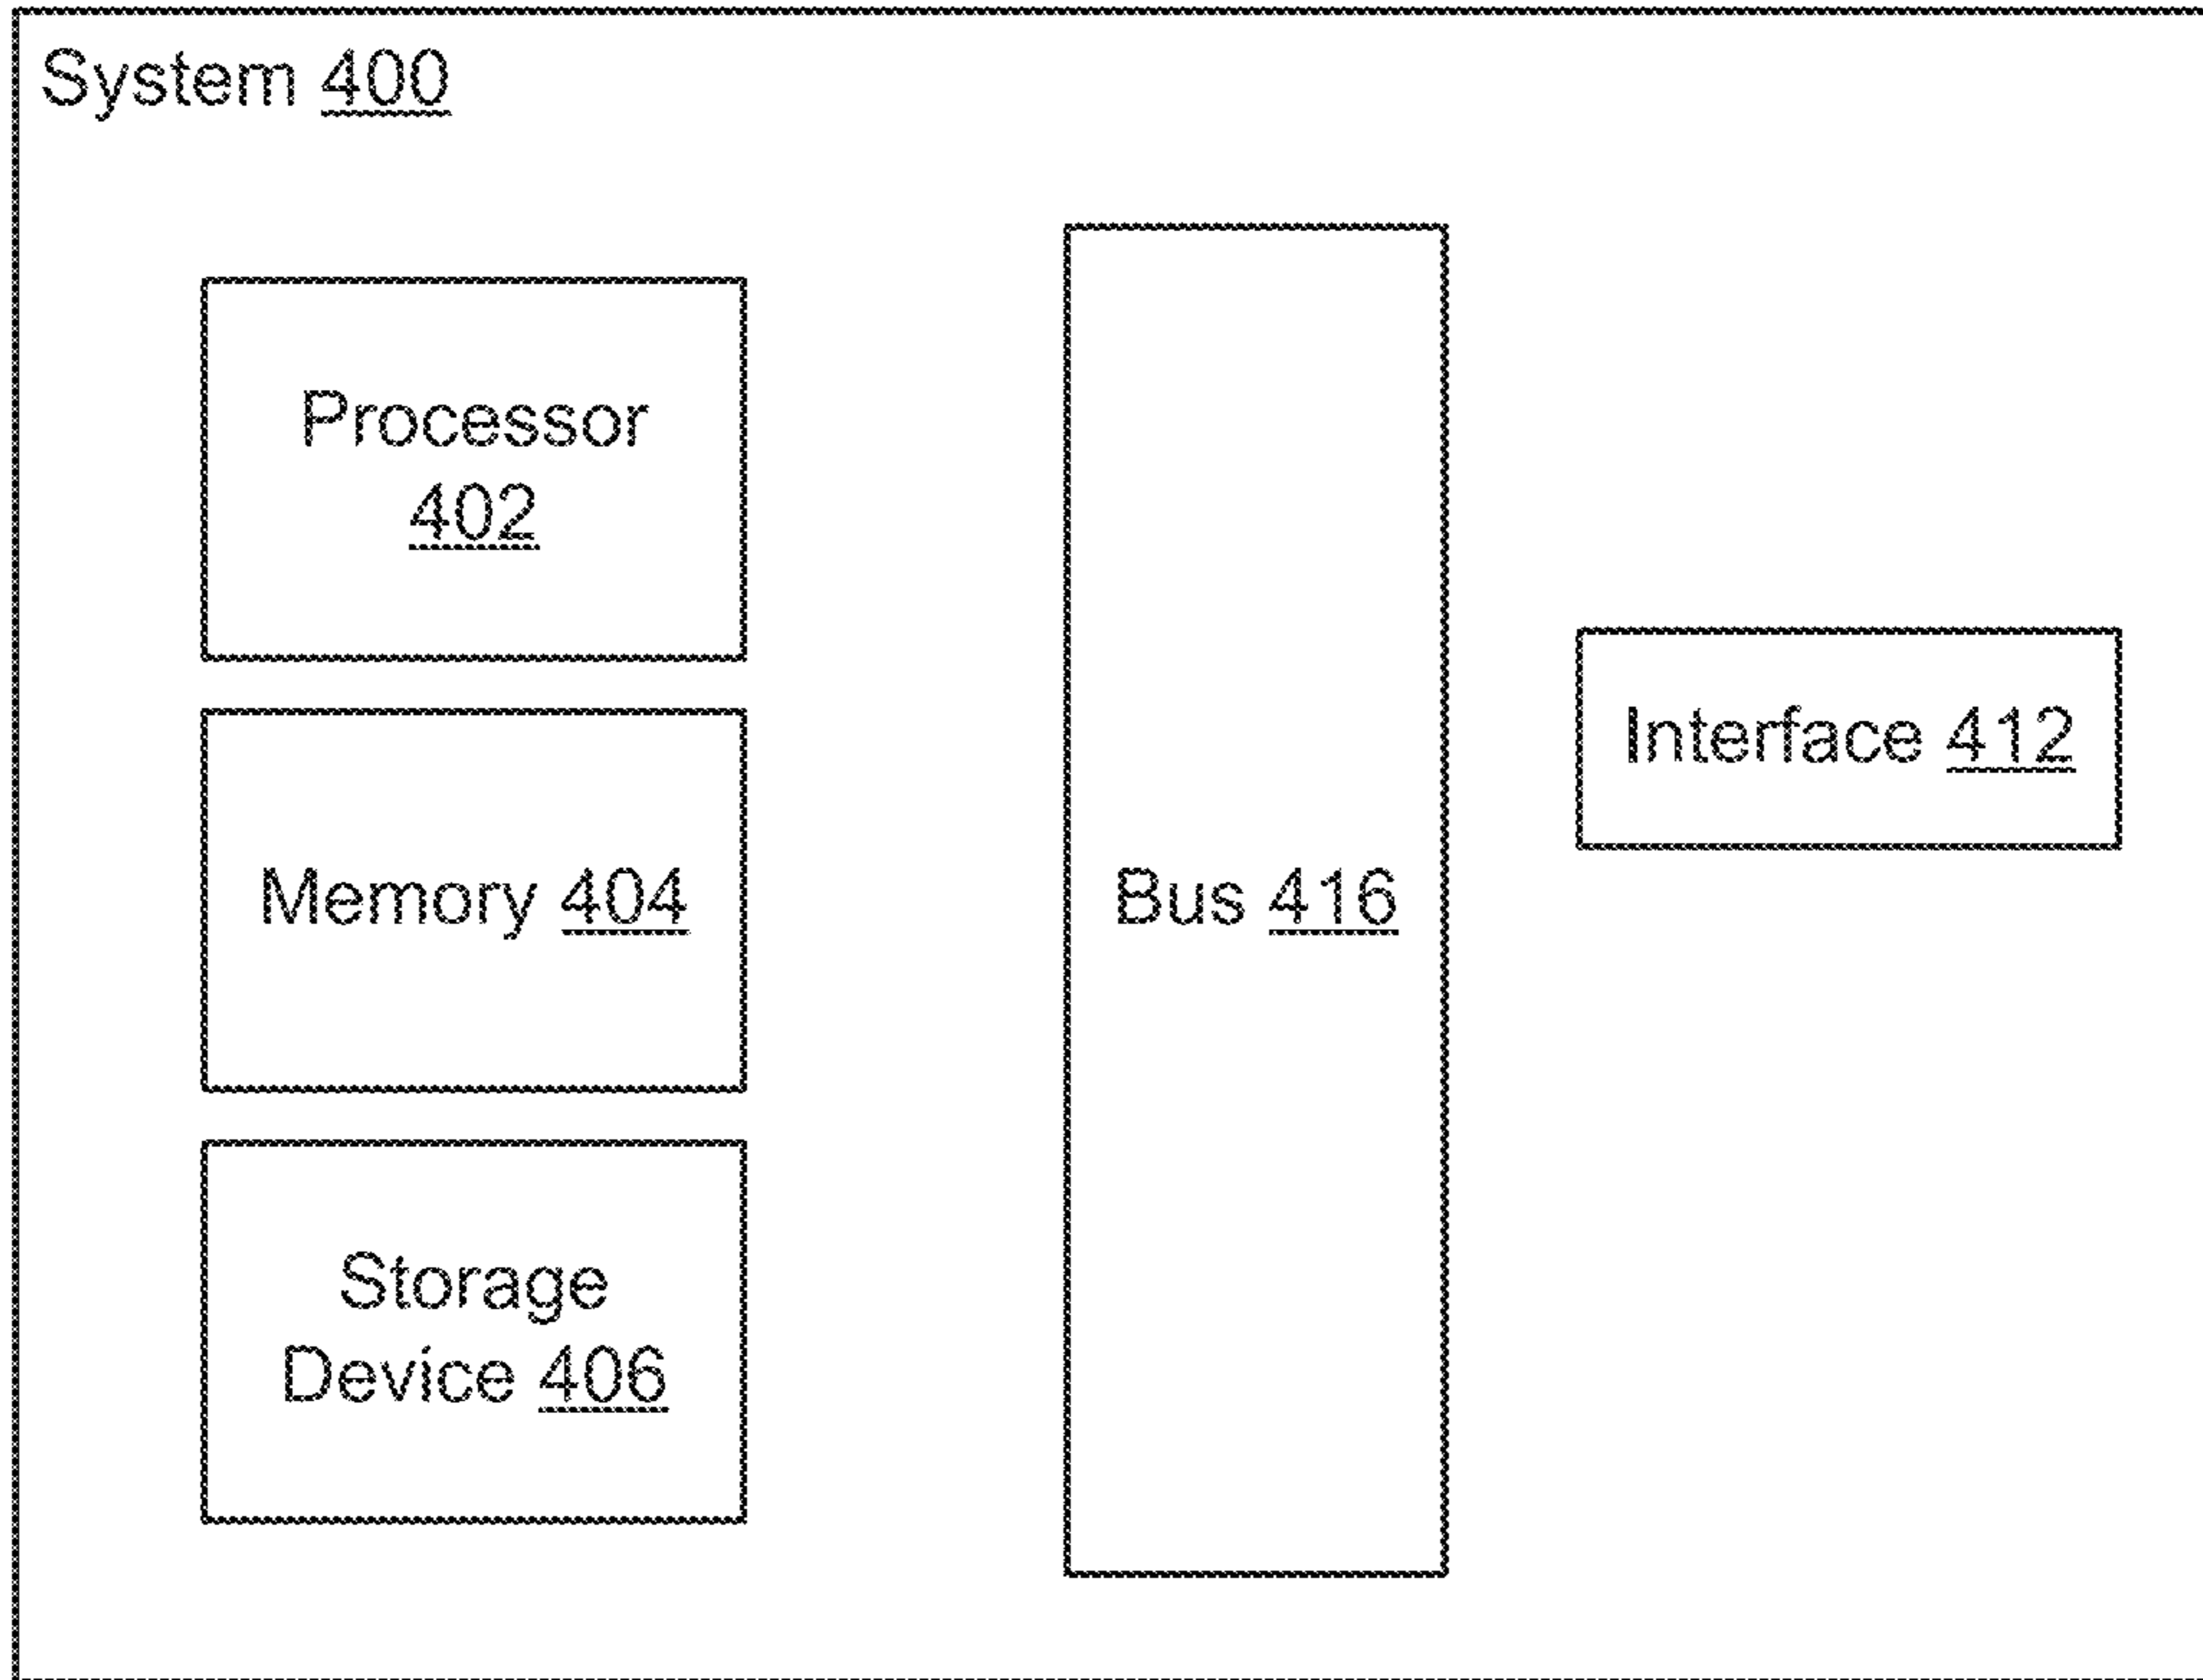 System 400
Processor
402
Memory 404
Storage
Device 406
Bus 416
Interface 412